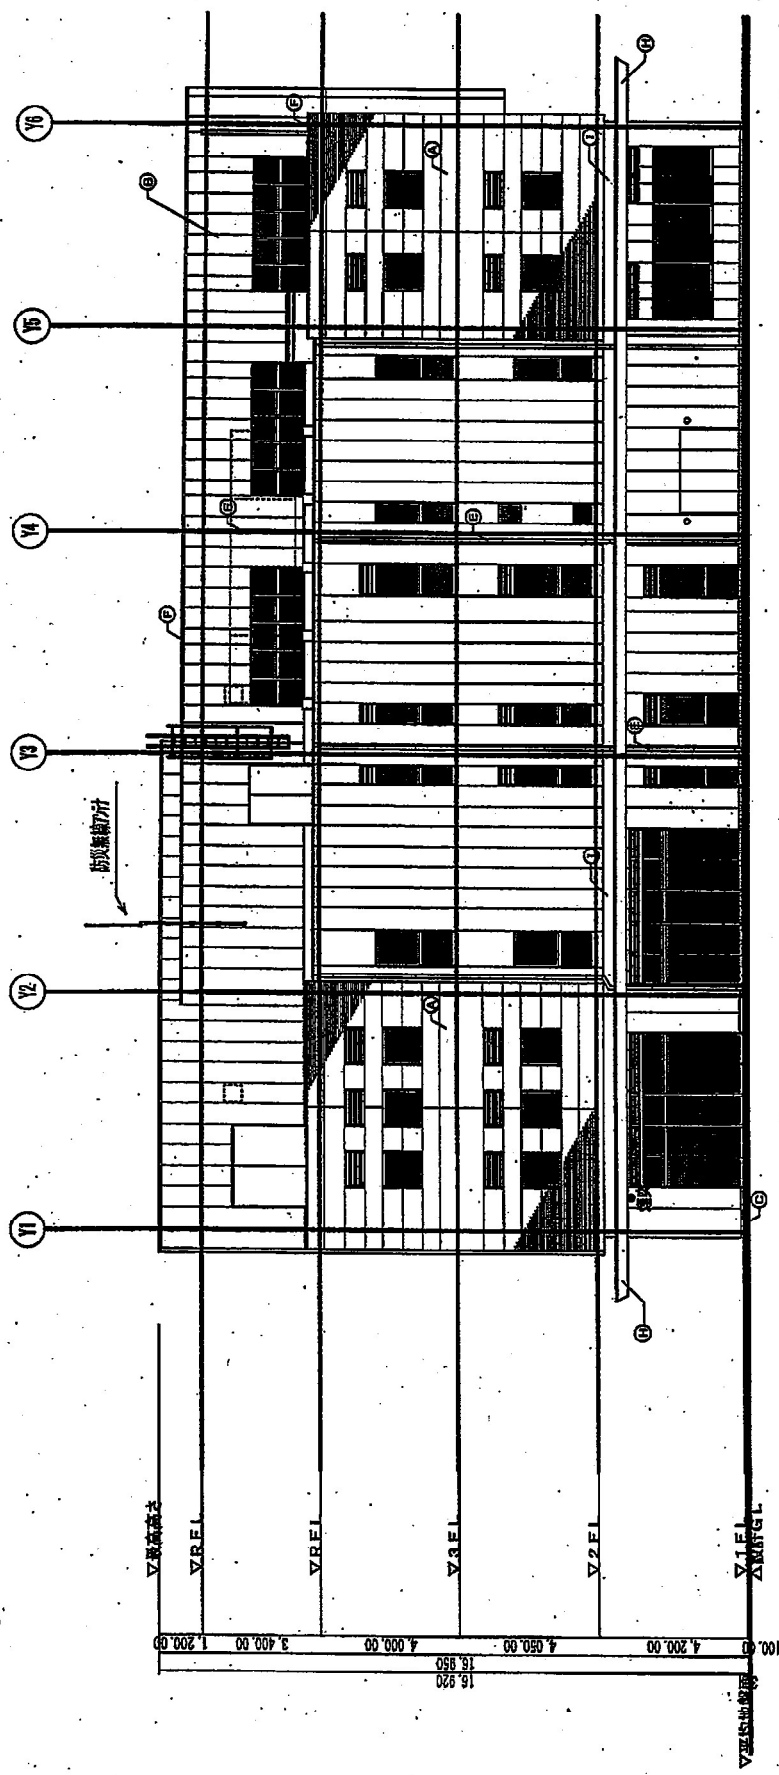 Y6
Y5
Y4
Y3
Y2
Y1
H
F
A
I
B
E
E
F
E
防災無線アンテナ
I
A
C
H
▽最高高さ
▽RFL
▽RFL
▽3FL
▽2FL
▽1FL
△設計GL
1,200.00
3,400.00
4,000.00
4,050.00
4,200.00
100.00
16,950
16,920